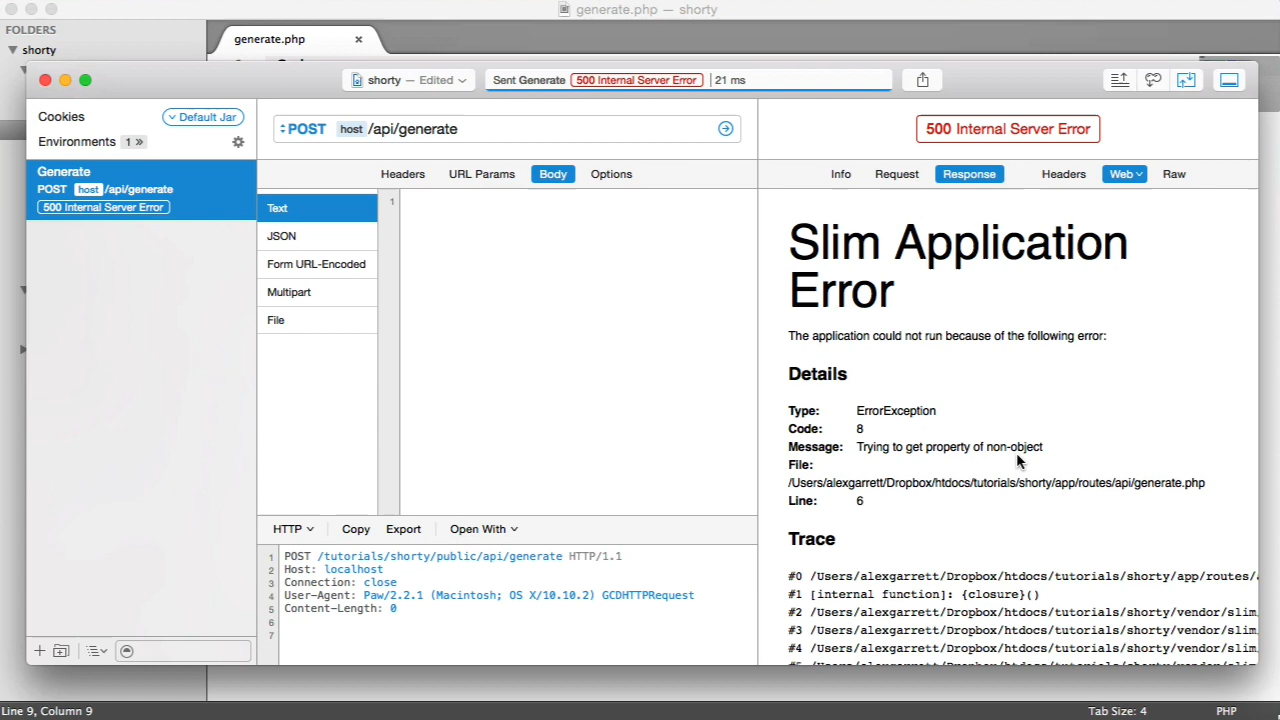 generate.php — shorty
FOLDERS
shorty
generate.php
shorty — Edited
Sent Generate 500 Internal Server Error 21 ms
Cookies
Default Jar
Environments 1 »
POST host /api/generate
500 Internal Server Error
Generate
POST host /api/generate
500 Internal Server Error
Headers URL Params Body Options
Info Request Response Headers Web Raw
Text
JSON
Form URL-Encoded
Multipart
File
1
Slim Application
Error
The application could not run because of the following error:
Details
Type: ErrorException
Code: 8
Message: Trying to get property of non-object
File:
/Users/alexgarrett/Dropbox/htdocs/tutorials/shorty/app/routes/api/generate.php
Line: 6
Trace
#0 /Users/alexgarrett/Dropbox/htdocs/tutorials/shorty/app/routes/
#1 [internal function]: {closure}()
#2 /Users/alexgarrett/Dropbox/htdocs/tutorials/shorty/vendor/slim
#3 /Users/alexgarrett/Dropbox/htdocs/tutorials/shorty/vendor/slim
#4 /Users/alexgarrett/Dropbox/htdocs/tutorials/shorty/vendor/slim
HTTP Copy Export Open With
1 POST /tutorials/shorty/public/api/generate HTTP/1.1
2 Host: localhost
3 Connection: close
4 User-Agent: Paw/2.2.1 (Macintosh; OS X/10.10.2) GCDHTTPRequest
5 Content-Length: 0
6
7
Line 9, Column 9
Tab Size: 4
PHP